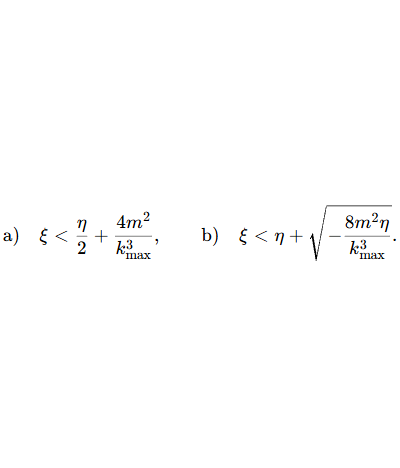 a) ξ < η/2 + 4m²/k³_max, b) ξ < η + √(−8m²η/k³_max).